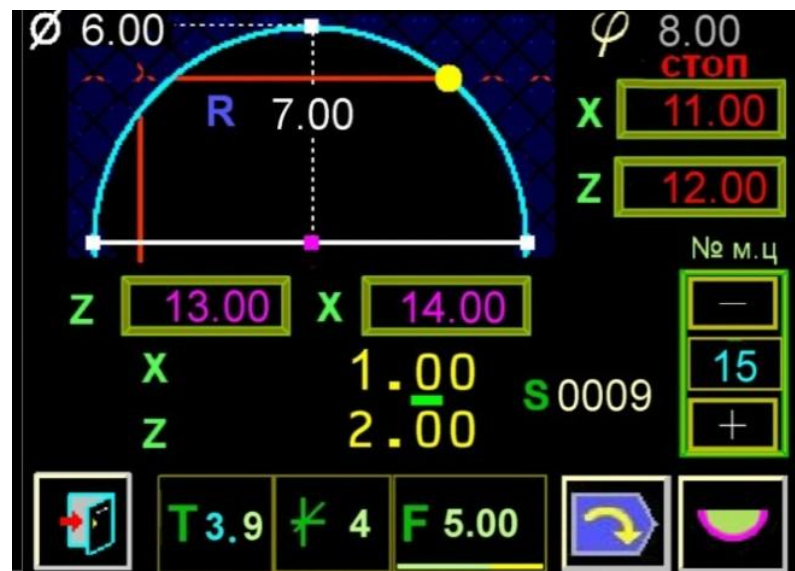 Ø 6.00
φ 8.00
стоп
R 7.00
X 11.00
Z 12.00
№ м.ц
Z 13.00 X 14.00
—
X 1.00
15
S 0009
Z 2.00
+
T 3.9 4 F 5.00